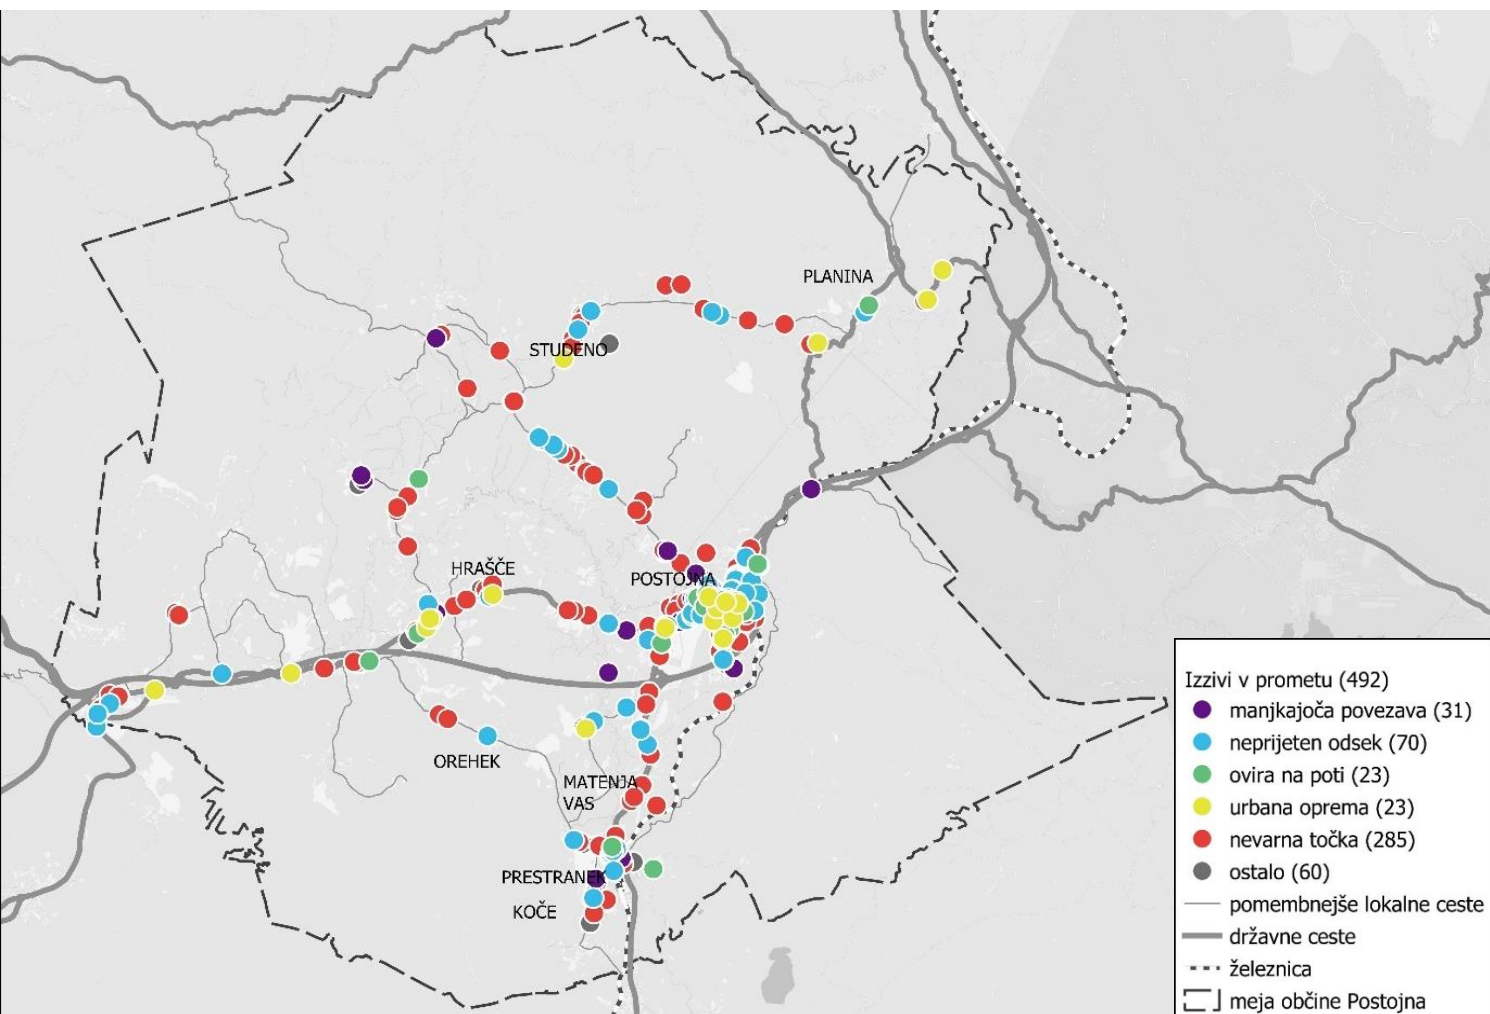 PLANINA
STUDENO
HRAŠČE
POSTOJNA
OREHEK
MATENJA
VAS
PRESTRANEK
KOČE
Izzivi v prometu (492)
manjkajoča povezava (31)
neprijeten odsek (70)
ovira na poti (23)
urbana oprema (23)
nevarna točka (285)
ostalo (60)
pomembnejše lokalne ceste
državne ceste
železnica
meja občine Postojna